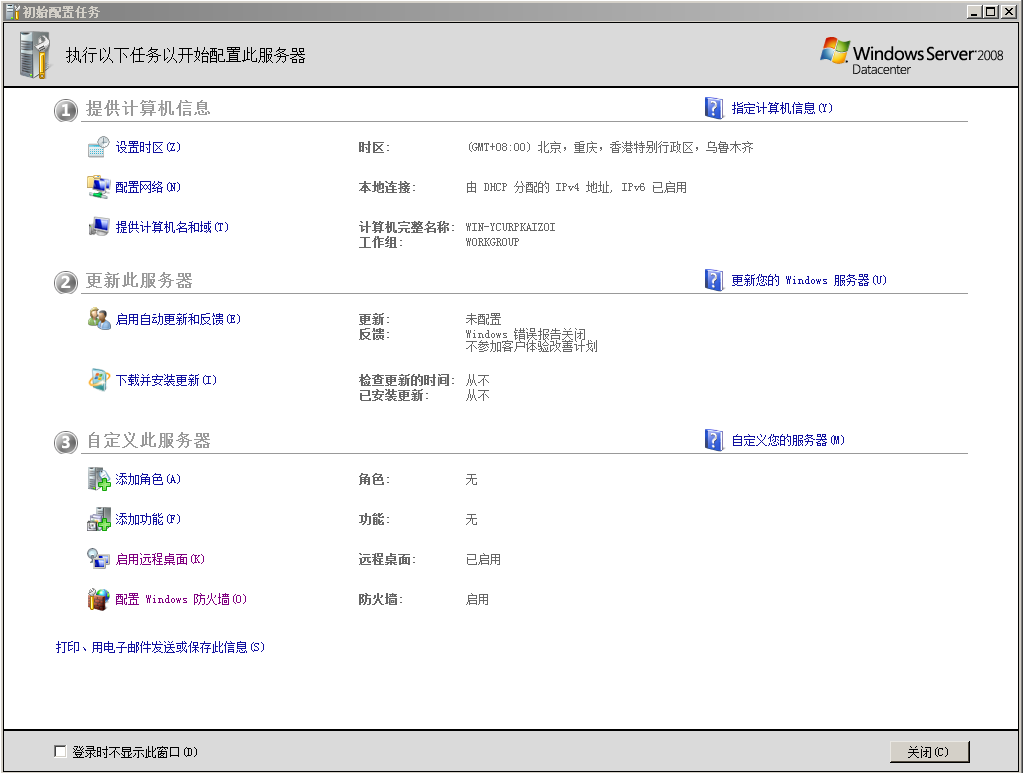 初始配置任务
执行以下任务以开始配置此服务器
Windows Server 2008
Datacenter
1 提供计算机信息 指定计算机信息(Y)
设置时区(Z) 时区: (GMT+08:00) 北京，重庆，香港特别行政区，乌鲁木齐
配置网络(N) 本地连接: 由 DHCP 分配的 IPv4 地址, IPv6 已启用
提供计算机名和域(T) 计算机完整名称: WIN-YCURPKAIZOI
工作组: WORKGROUP
2 更新此服务器 更新您的 Windows 服务器(U)
启用自动更新和反馈(E) 更新: 未配置
反馈: Windows 错误报告关闭
不参加客户体验改善计划
下载并安装更新(I) 检查更新的时间: 从不
已安装更新: 从不
3 自定义此服务器 自定义您的服务器(M)
添加角色(A) 角色: 无
添加功能(F) 功能: 无
启用远程桌面(K) 远程桌面: 已启用
配置 Windows 防火墙(O) 防火墙: 启用
打印、用电子邮件发送或保存此信息(S)
登录时不显示此窗口(D) 关闭(C)